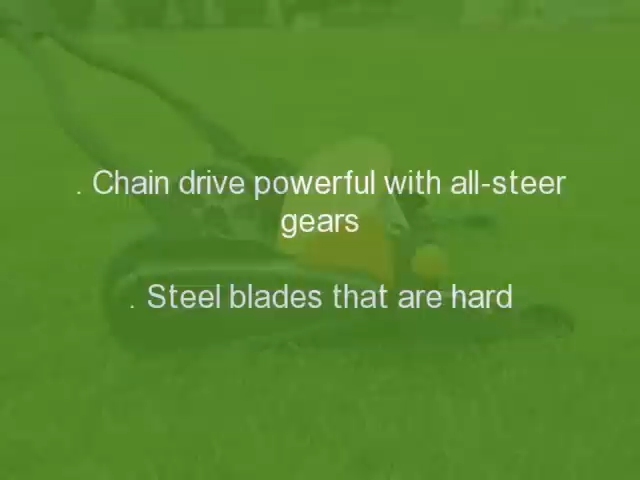 . Chain drive powerful with all-steer
gears
. Steel blades that are hard